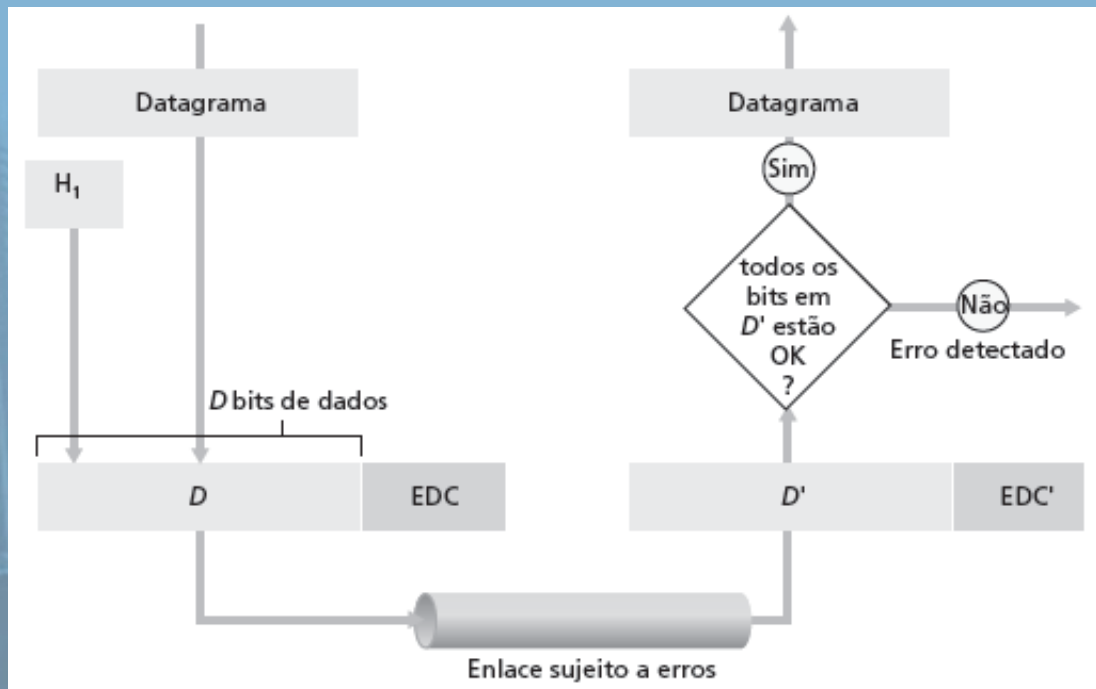 Datagrama
H₁
D bits de dados
D
EDC
Enlace sujeito a erros
Datagrama
Sim
todos os
bits em
D' estão
OK
?
Não
Erro detectado
D'
EDC'